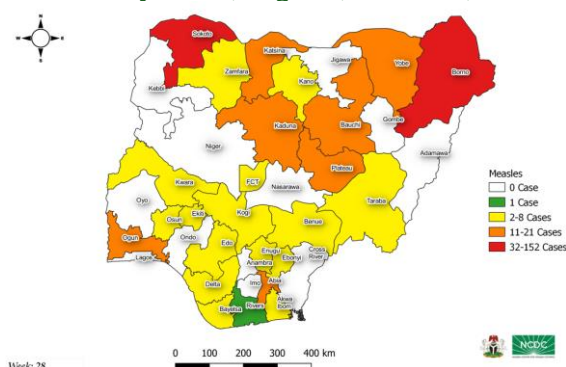 Sokoto
Katsina
Jigawa
Yobe
Borno
Zamfara
Kano
Kebbi
Gombe
Kaduna
Bauchi
Adamawa
Niger
Plateau
FCT
Nasarawa
Kwara
Taraba
Oyo
Ekiti
Kogi
Osun
Benue
Ogun
Ondo
Edo
Enugu
Ebonyi
Cross
River
Lagos
Anambra
Delta
Imo
Abia
Akwa
Ibom
Bayelsa
Rivers
Measles
0 Case
1 Case
2-8 Cases
11-21 Cases
32-152 Cases
0 100 200 300 400 km
NCDC